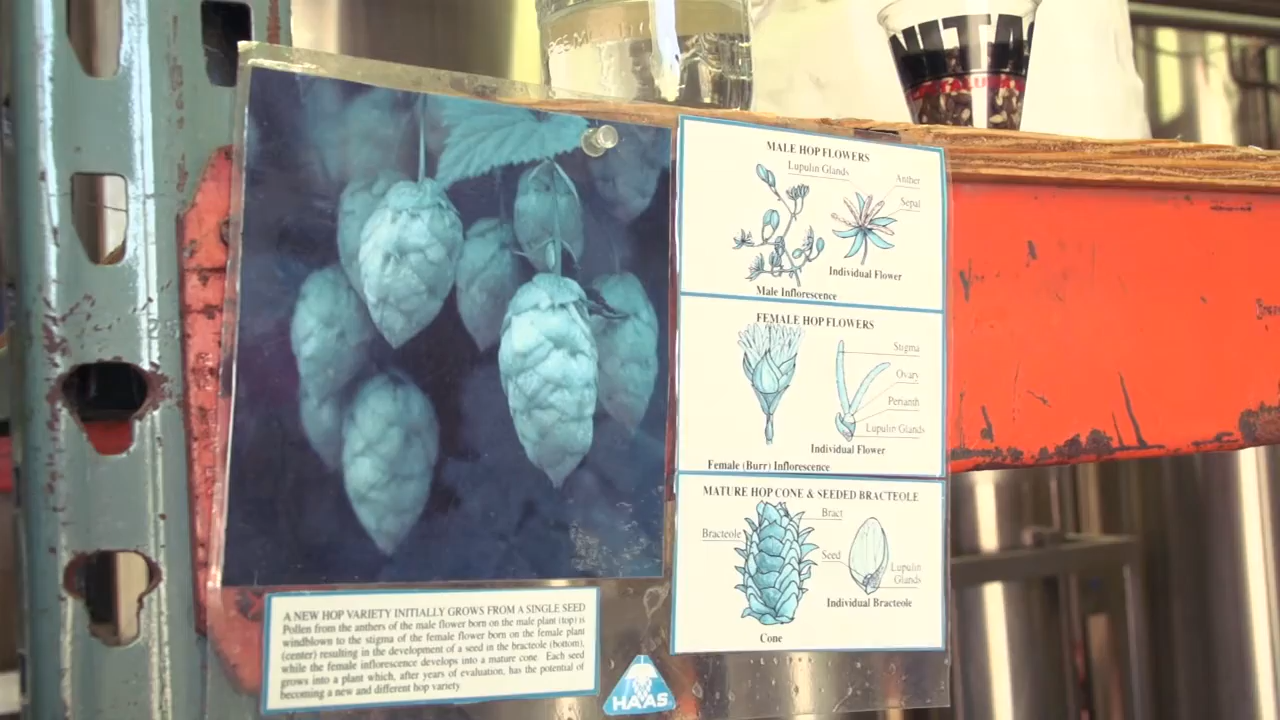 MALE HOP FLOWERS
Lupulin Glands
Anther
Sepal
Individual Flower
Male Inflorescence
FEMALE HOP FLOWERS
Stigma
Ovary
Perianth
Lupulin Glands
Individual Flower
Female (Burr) Inflorescence
MATURE HOP CONE & SEEDED BRACTEOLE
Bract
Bracteole
Seed
Lupulin
Glands
Individual Bracteole
Cone
A NEW HOP VARIETY INITIALLY GROWS FROM A SINGLE SEED
Pollen from the anthers of the male flower born on the male plant (top) is
windblown to the stigma of the female flower born on the female plant
(center) resulting in the development of a seed in the bracteole (bottom),
while the female inflorescence develops into a mature cone. Each seed
grows into a plant which, after years of evaluation, has the potential of
becoming a new and different hop variety
HAAS